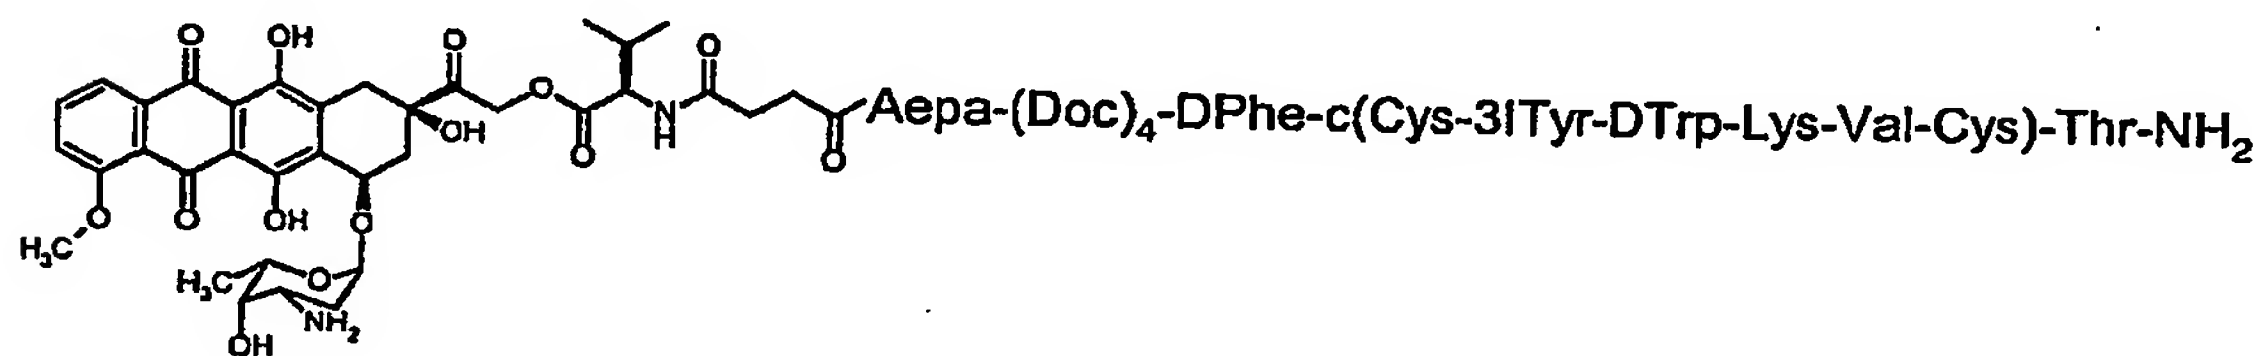 O OH O O
O
N
H
Aepa-(Doc)₄-DPhe-c(Cys-3ITyr-DTrp-Lys-Val-Cys)-Thr-NH₂
OH
O O
O O OH O
H₃C
H₃C O
NH₂
OH